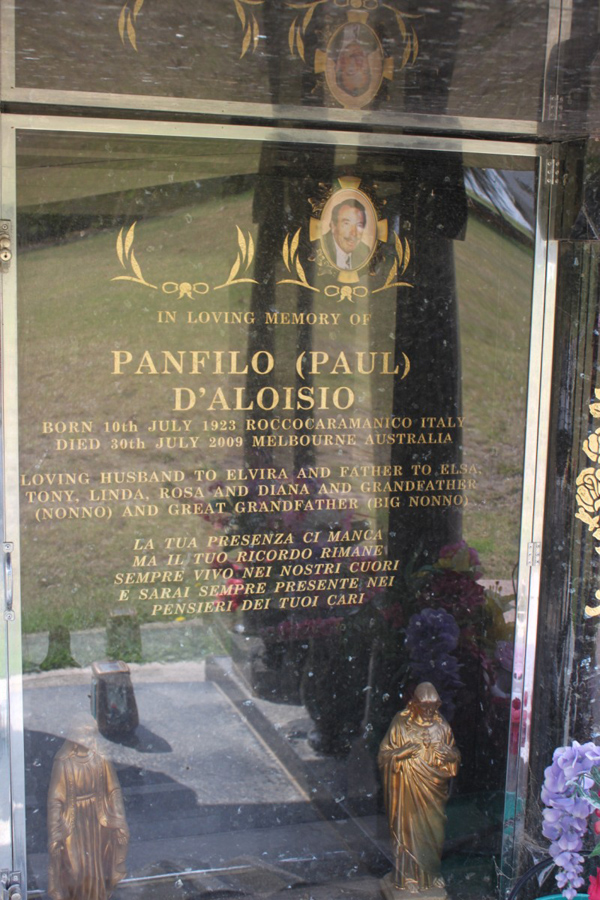 IN LOVING MEMORY OF
PANFILO (PAUL)
D'ALOISIO
BORN 10th JULY 1923 ROCCOCARAMANICO ITALY
DIED 30th JULY 2009 MELBOURNE AUSTRALIA
LOVING HUSBAND TO ELVIRA AND FATHER TO ELSA,
TONY, LINDA, ROSA AND DIANA AND GRANDFATHER
(NONNO) AND GREAT GRANDFATHER (BIG NONNO)
LA TUA PRESENZA CI MANCA
MA IL TUO RICORDO RIMANE
SEMPRE VIVO NEI NOSTRI CUORI
E SARAI SEMPRE PRESENTE NEI
PENSIERI DEI TUOI CARI